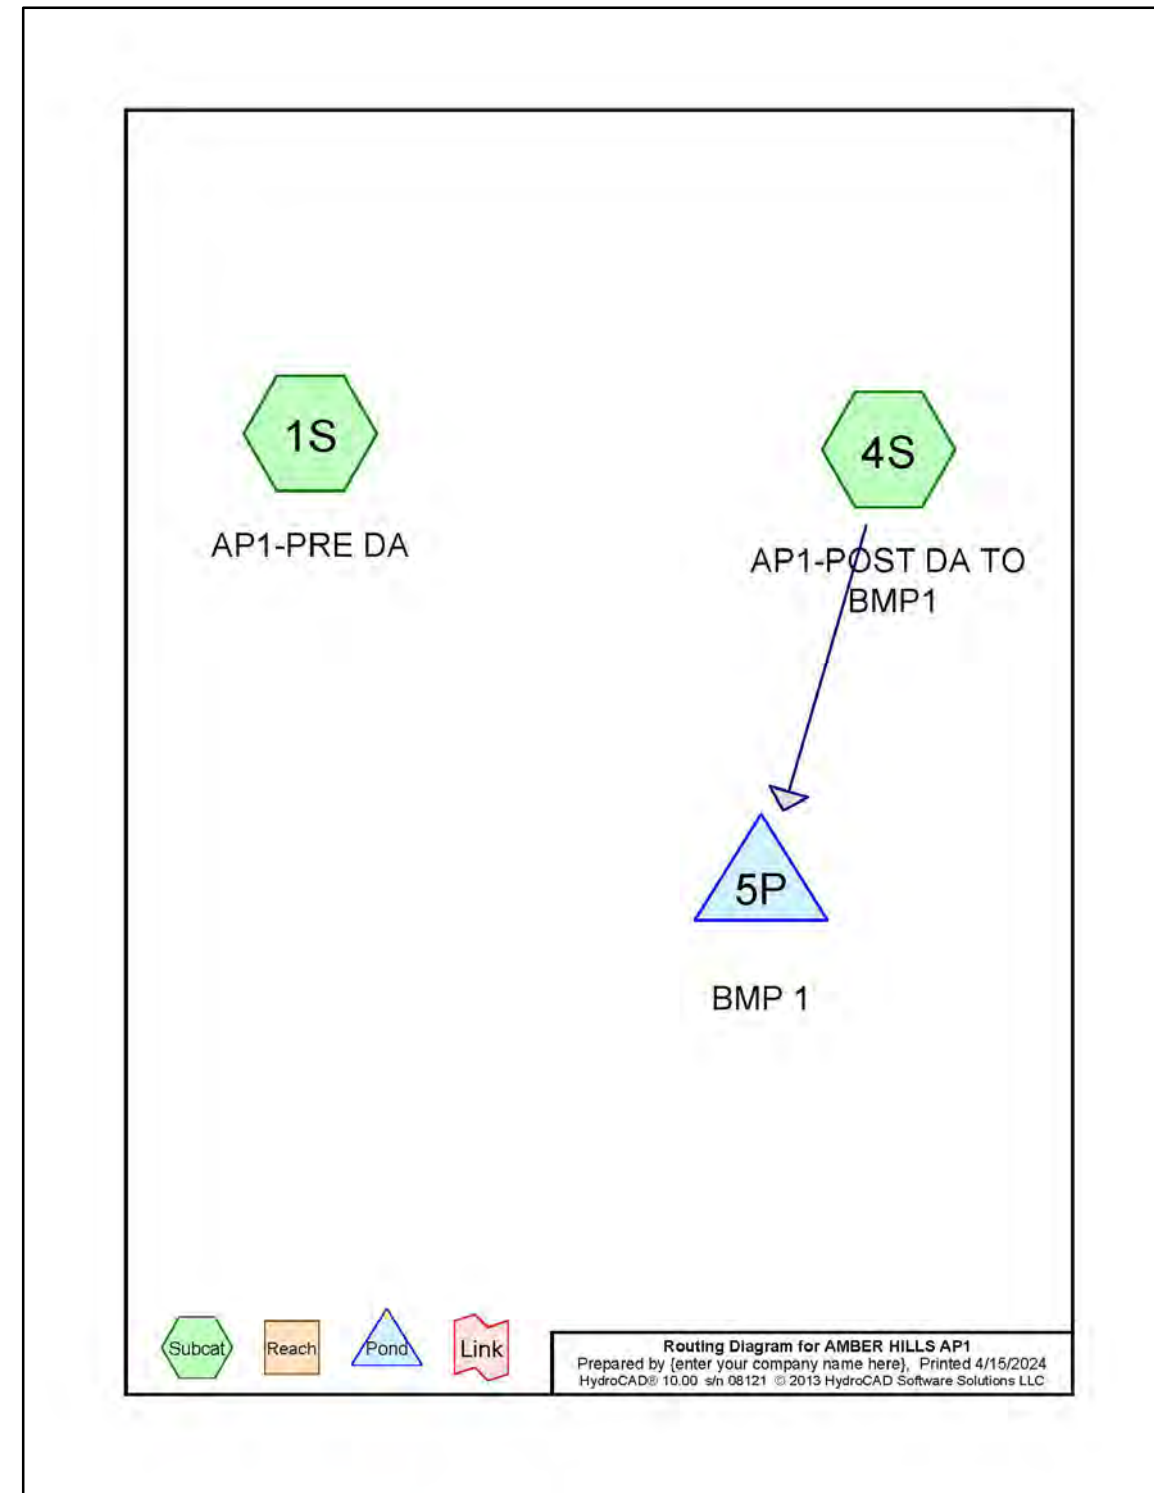 1S
AP1-PRE DA
4S
AP1-POST DA TO
BMP1
5P
BMP 1
Subcat
Reach
Pond
Link
Routing Diagram for AMBER HILLS AP1
Prepared by {enter your company name here}, Printed 4/15/2024
HydroCAD® 10.00 s/n 08121 © 2013 HydroCAD Software Solutions LLC